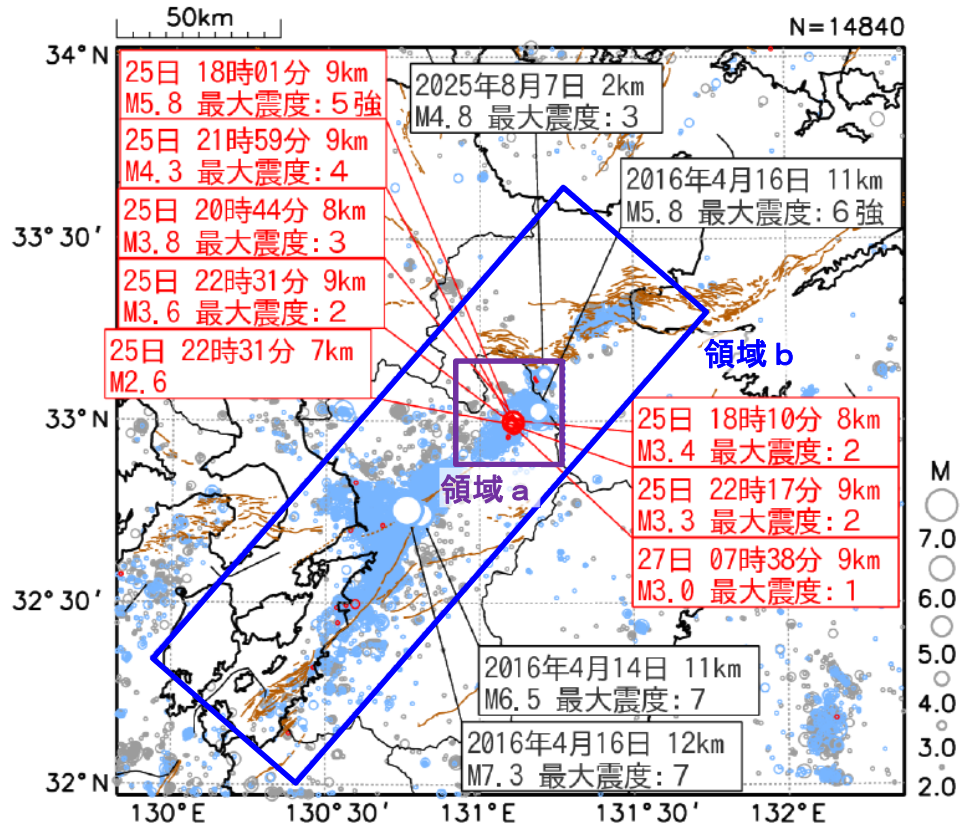 50km
N=14840
34°N
25日 18時01分 9km
M5.8 最大震度:5強
2025年8月7日 2km
M4.8 最大震度:3
25日 21時59分 9km
M4.3 最大震度:4
2016年4月16日 11km
M5.8 最大震度:6強
25日 20時44分 8km
M3.8 最大震度:3
33°30′
25日 22時31分 9km
M3.6 最大震度:2
25日 22時31分 7km
M2.6
領域b
33°N
25日 18時10分 8km
M3.4 最大震度:2
領域a
25日 22時17分 9km
M3.3 最大震度:2
27日 07時38分 9km
M3.0 最大震度:1
32°30′
2016年4月14日 11km
M6.5 最大震度:7
2016年4月16日 12km
M7.3 最大震度:7
32°N
130°E
130°30′
131°E
131°30′
132°E
M
7.0
6.0
5.0
4.0
3.0
2.0